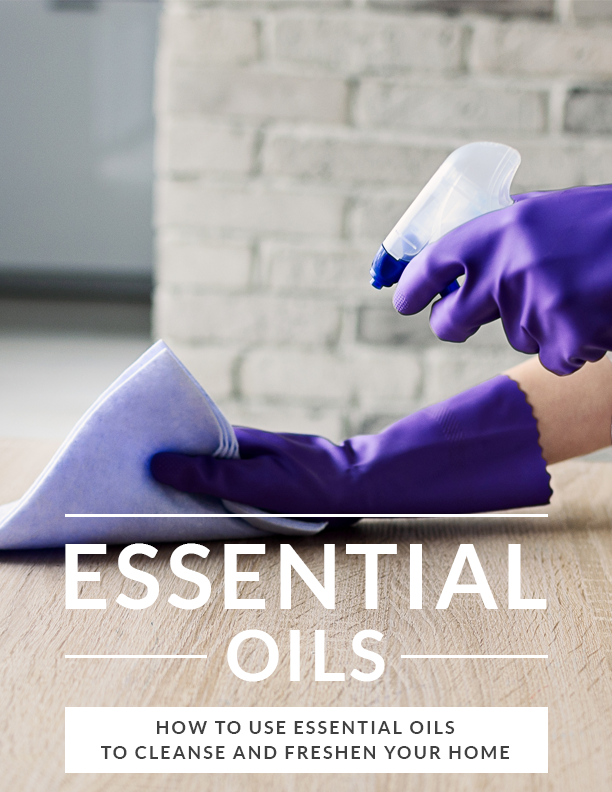 ESSENTIAL
OILS
HOW TO USE ESSENTIAL OILS
TO CLEANSE AND FRESHEN YOUR HOME